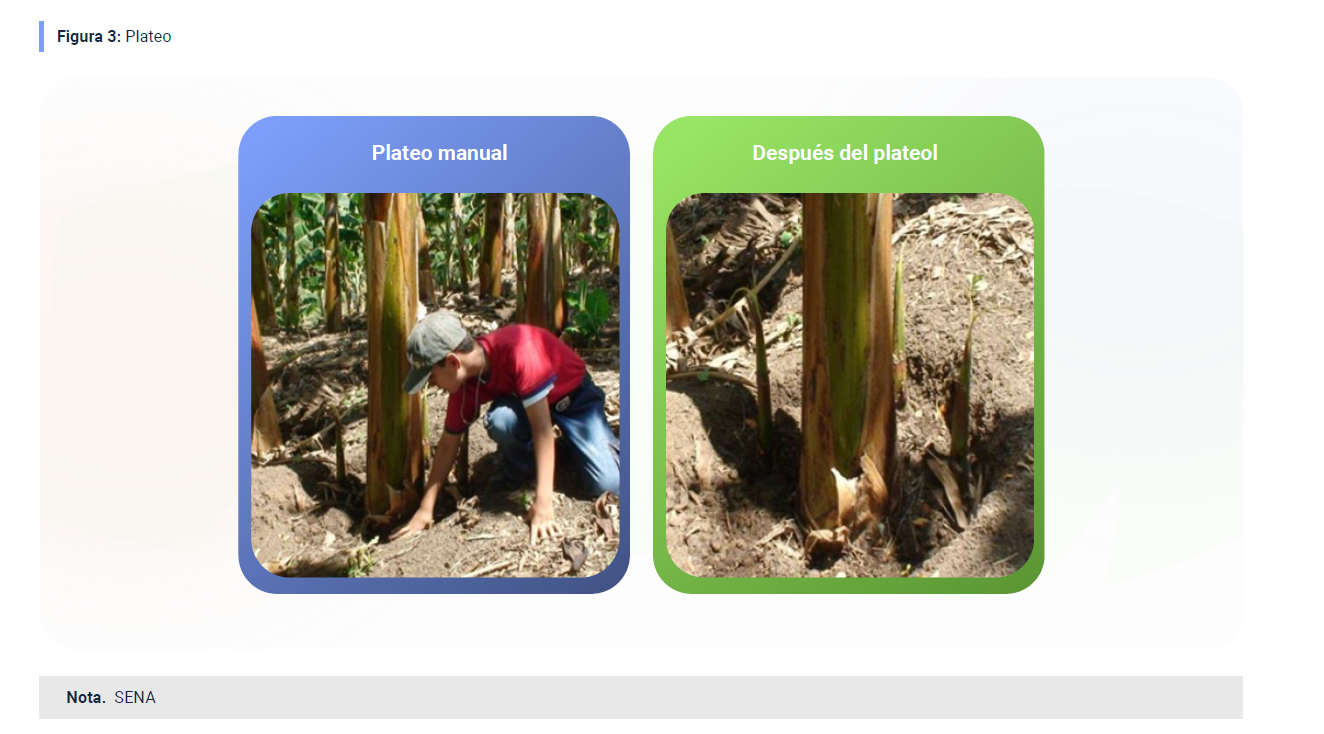 Figura 3: Plateo
Plateo manual
Después del plateol
Nota. SENA